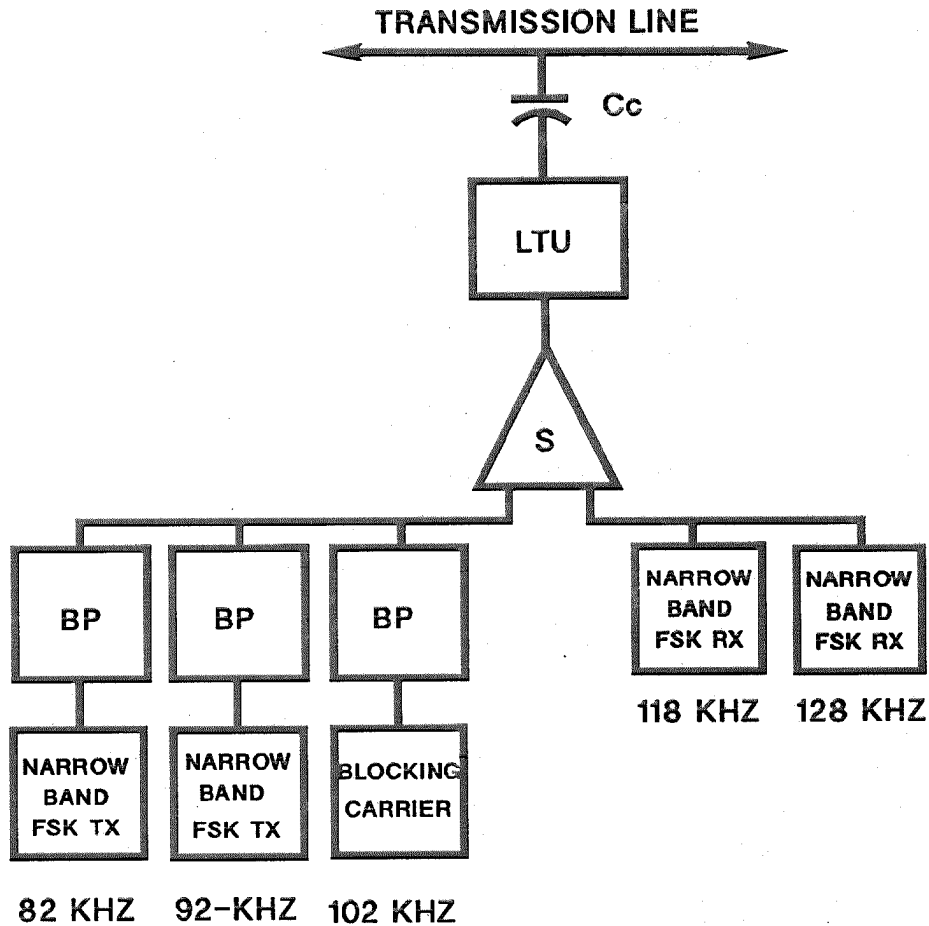 TRANSMISSION LINE
Cc
LTU
S
BP
BP
BP
NARROW
BAND
FSK RX
NARROW
BAND
FSK RX
118 KHZ
128 KHZ
NARROW
BAND
FSK TX
NARROW
BAND
FSK TX
BLOCKING
CARRIER
82 KHZ
92-KHZ
102 KHZ